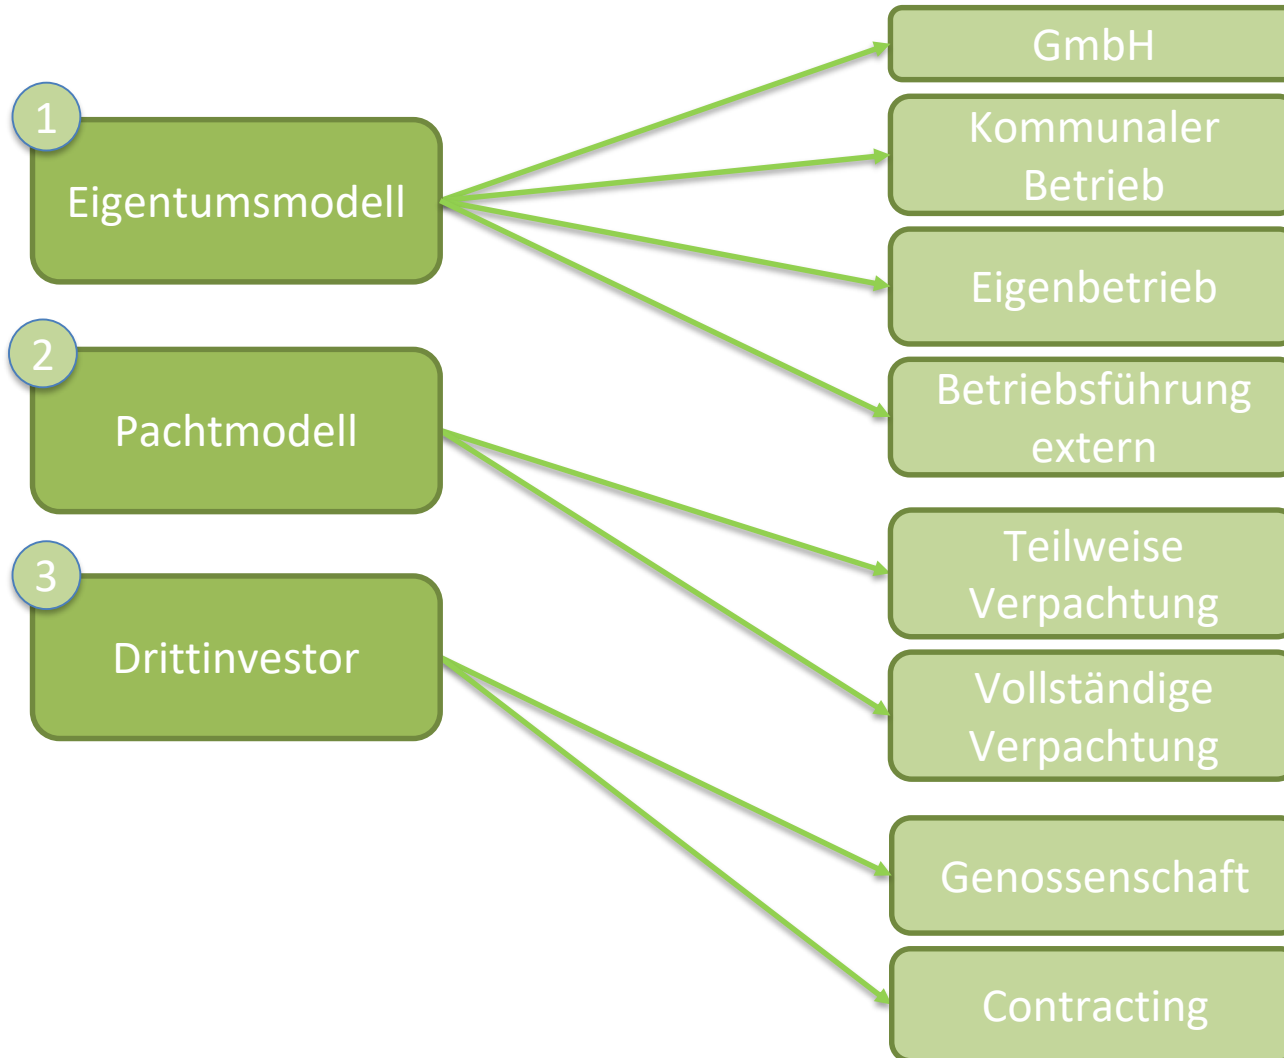 1
Eigentumsmodell
2
Pachtmodell
3
Drittinvestor
GmbH
Kommunaler
Betrieb
Eigenbetrieb
Betriebsführung
extern
Teilweise
Verpachtung
Vollständige
Verpachtung
Genossenschaft
Contracting